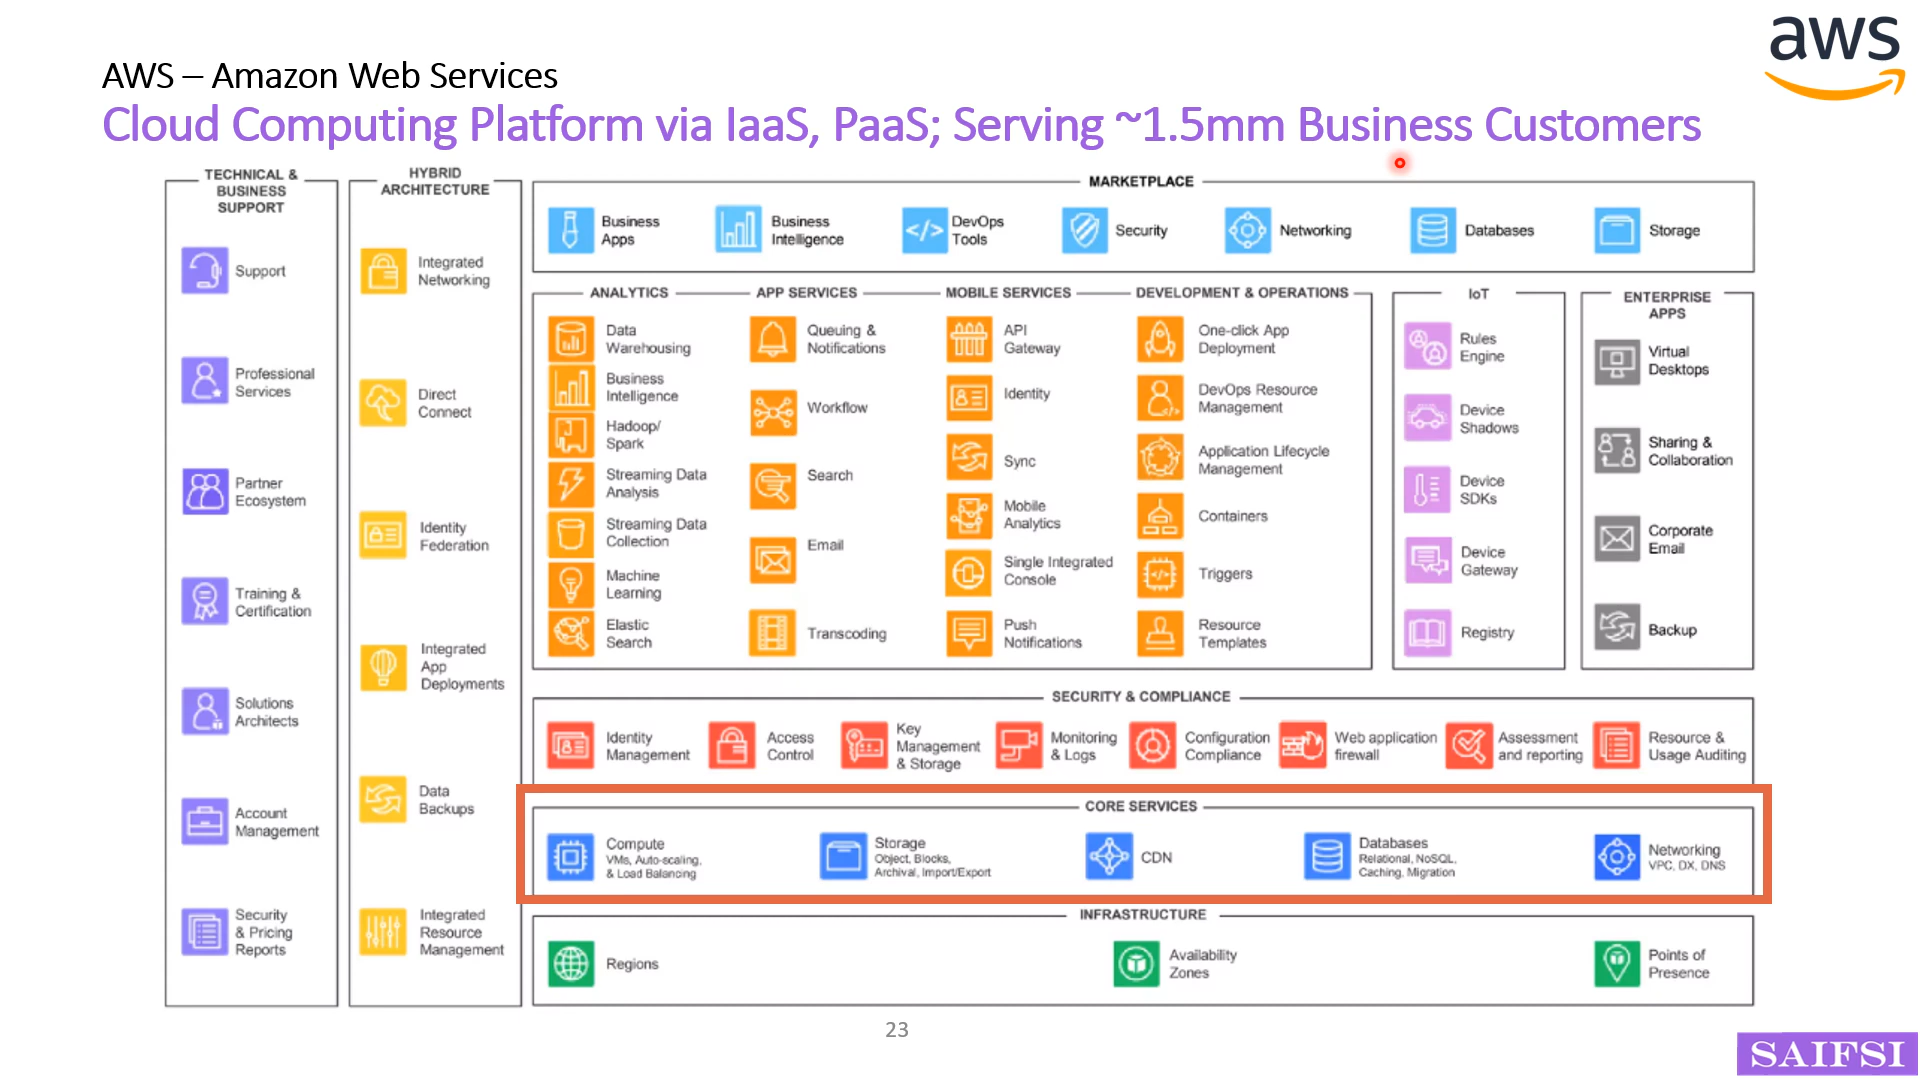 aws
AWS – Amazon Web Services
Cloud Computing Platform via IaaS, PaaS; Serving ~1.5mm Business Customers
TECHNICAL &
BUSINESS
SUPPORT
Support
Professional
Services
Partner
Ecosystem
Training &
Certification
Solutions
Architects
Account
Management
Security
& Pricing
Reports
HYBRID
ARCHITECTURE
Integrated
Networking
Direct
Connect
Identity
Federation
Integrated
App
Deployments
Data
Backups
Integrated
Resource
Management
MARKETPLACE
Business
Apps
Business
Intelligence
DevOps
Tools
Security
Networking
Databases
Storage
ANALYTICS
Data
Warehousing
Business
Intelligence
Hadoop/
Spark
Streaming Data
Analysis
Streaming Data
Collection
Machine
Learning
Elastic
Search
APP SERVICES
Queuing &
Notifications
Workflow
Search
Email
Transcoding
MOBILE SERVICES
API
Gateway
Identity
Sync
Mobile
Analytics
Single Integrated
Console
Push
Notifications
DEVELOPMENT & OPERATIONS
One-click App
Deployment
DevOps Resource
Management
Application Lifecycle
Management
Containers
Triggers
Resource
Templates
IoT
Rules
Engine
Device
Shadows
Device
SDKs
Device
Gateway
Registry
ENTERPRISE
APPS
Virtual
Desktops
Sharing &
Collaboration
Corporate
Email
Backup
SECURITY & COMPLIANCE
Identity
Management
Access
Control
Key
Management
& Storage
Monitoring
& Logs
Configuration
Compliance
Web application
firewall
Assessment
and reporting
Resource &
Usage Auditing
CORE SERVICES
Compute
VMs, Auto-scaling,
& Load Balancing
Storage
Object, Blocks,
Archival, Import/Export
CDN
Databases
Relational, NoSQL,
Caching, Migration
Networking
VPC, DX, DNS
INFRASTRUCTURE
Regions
Availability
Zones
Points of
Presence
23
SAIFSI